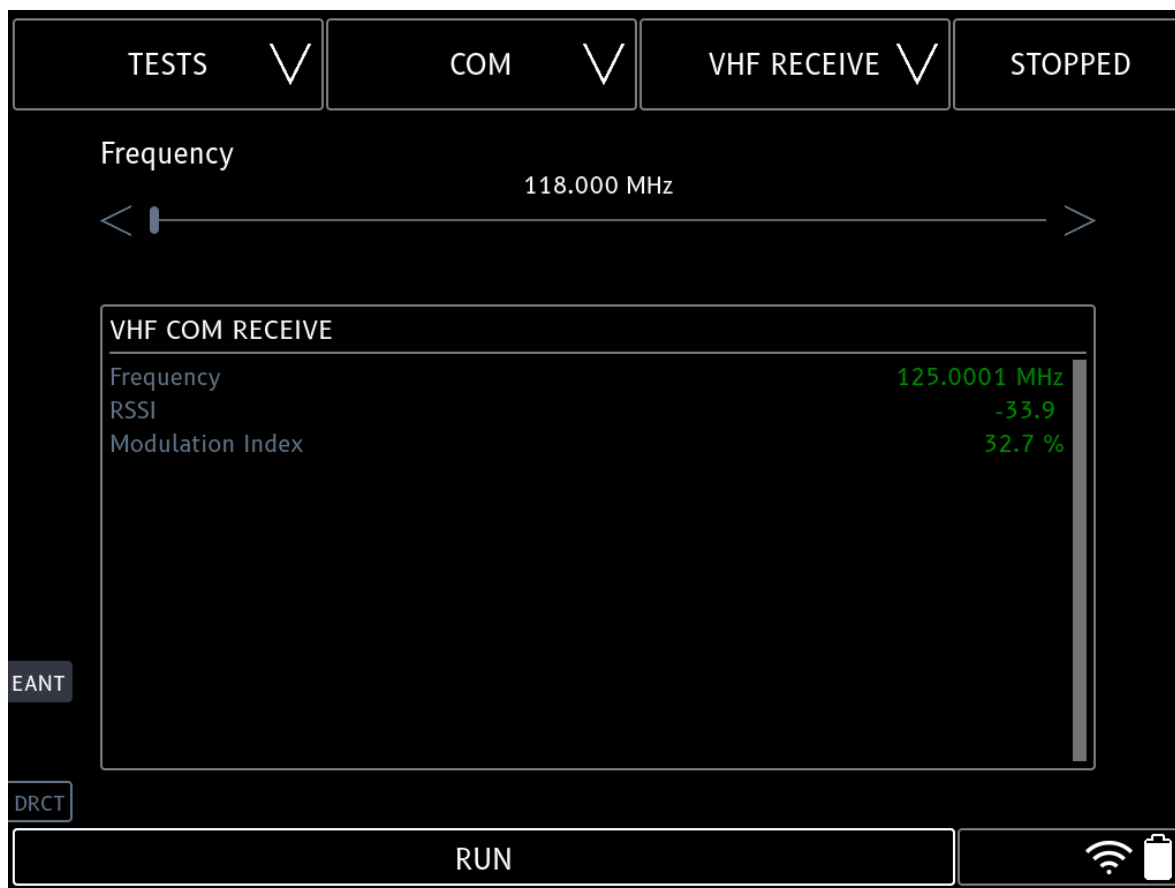 TESTS COM VHF RECEIVE STOPPED
Frequency
118.000 MHz
VHF COM RECEIVE
Frequency 125.0001 MHz
RSSI -33.9
Modulation Index 32.7 %
EANT
DRCT
RUN